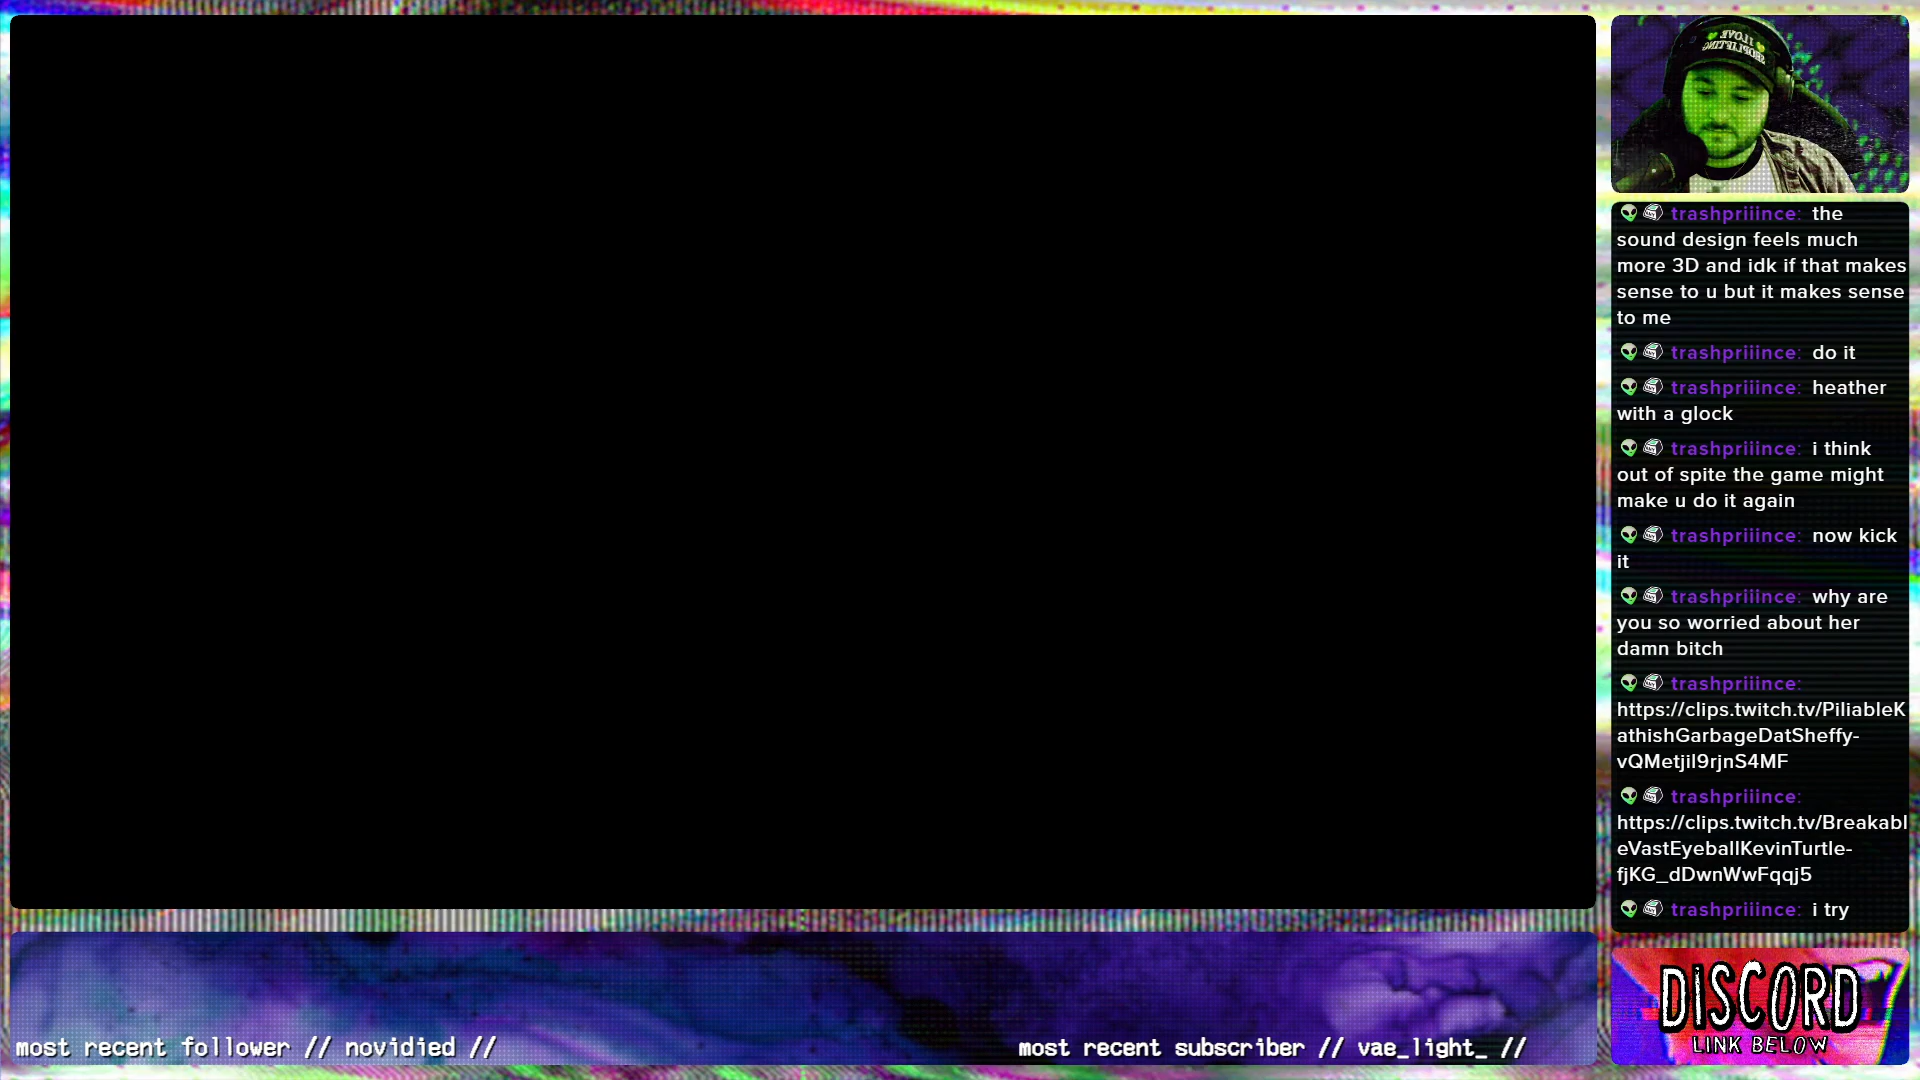 I LOVE
SHOPLIFTING
trashpriiince: the
sound design feels much
more 3D and idk if that makes
sense to u but it makes sense
to me
trashpriiince: do it
trashpriiince: heather
with a glock
trashpriiince: i think
out of spite the game might
make u do it again
trashpriiince: now kick
it
trashpriiince: why are
you so worried about her
damn bitch
trashpriiince:
https://clips.twitch.tv/PiliableK
athishGarbageDatSheffy-
vQMetjil9rjnS4MF
trashpriiince:
https://clips.twitch.tv/Breakabl
eVastEyeballKevinTurtle-
fjKG_dDwnWwFqqj5
trashpriiince: i try
most recent follower // novidied //
most recent subscriber // vae_light_ //
DISCORD
LINK BELOW